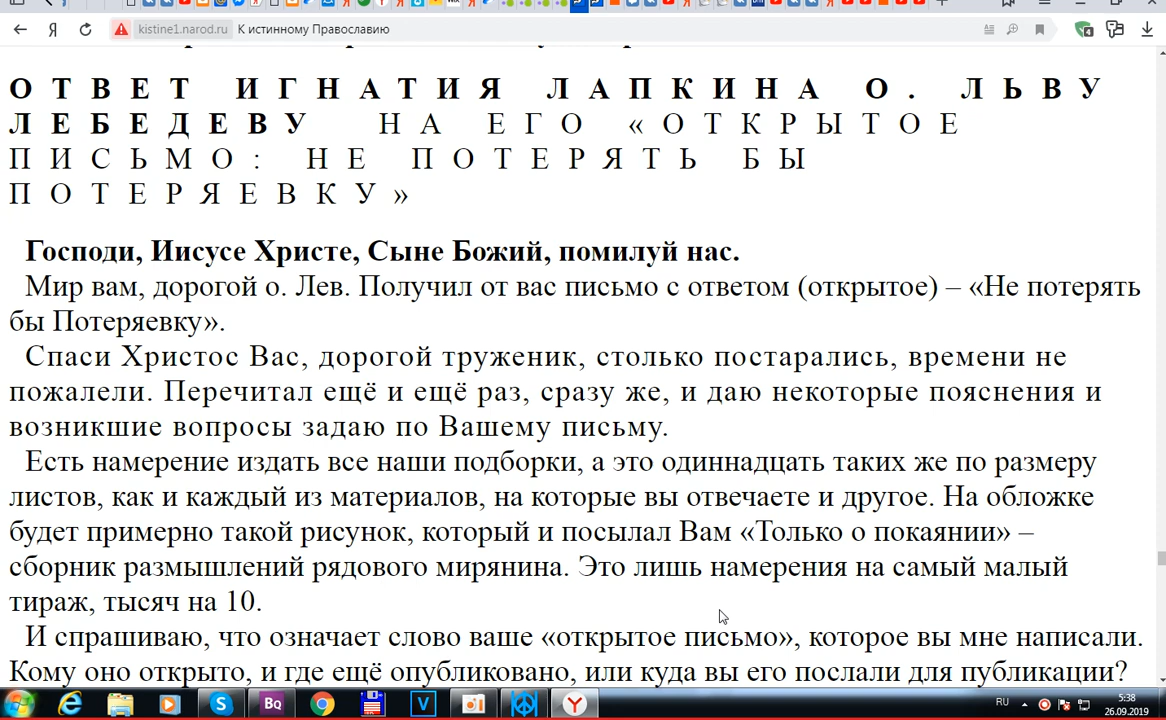 kistine1.narod.ru К истинному Православию
4
О Т В Е Т И Г Н А Т И Я Л А П К И Н А О . Л Ь В У
Л Е Б Е Д Е В У Н А Е Г О « О Т К Р Ы Т О Е
П И С Ь М О : Н Е П О Т Е Р Я Т Ь Б Ы
П О Т Е Р Я Е В К У »
Господи, Иисусе Христе, Сыне Божий, помилуй нас.
Мир вам, дорогой о. Лев. Получил от вас письмо с ответом (открытое) – «Не потерять
бы Потеряевку».
Спаси Христос Вас, дорогой труженик, столько постарались, времени не
пожалели. Перечитал ещё и ещё раз, сразу же, и даю некоторые пояснения и
возникшие вопросы задаю по Вашему письму.
Есть намерение издать все наши подборки, а это одиннадцать таких же по размеру
листов, как и каждый из материалов, на которые вы отвечаете и другое. На обложке
будет примерно такой рисунок, который и посылал Вам «Только о покаянии» –
сборник размышлений рядового мирянина. Это лишь намерения на самый малый
тираж, тысяч на 10.
И спрашиваю, что означает слово ваше «открытое письмо», которое вы мне написали.
Кому оно открыто, и где ещё опубликовано, или куда вы его послали для публикации?
RU
5:38
26.09.2019